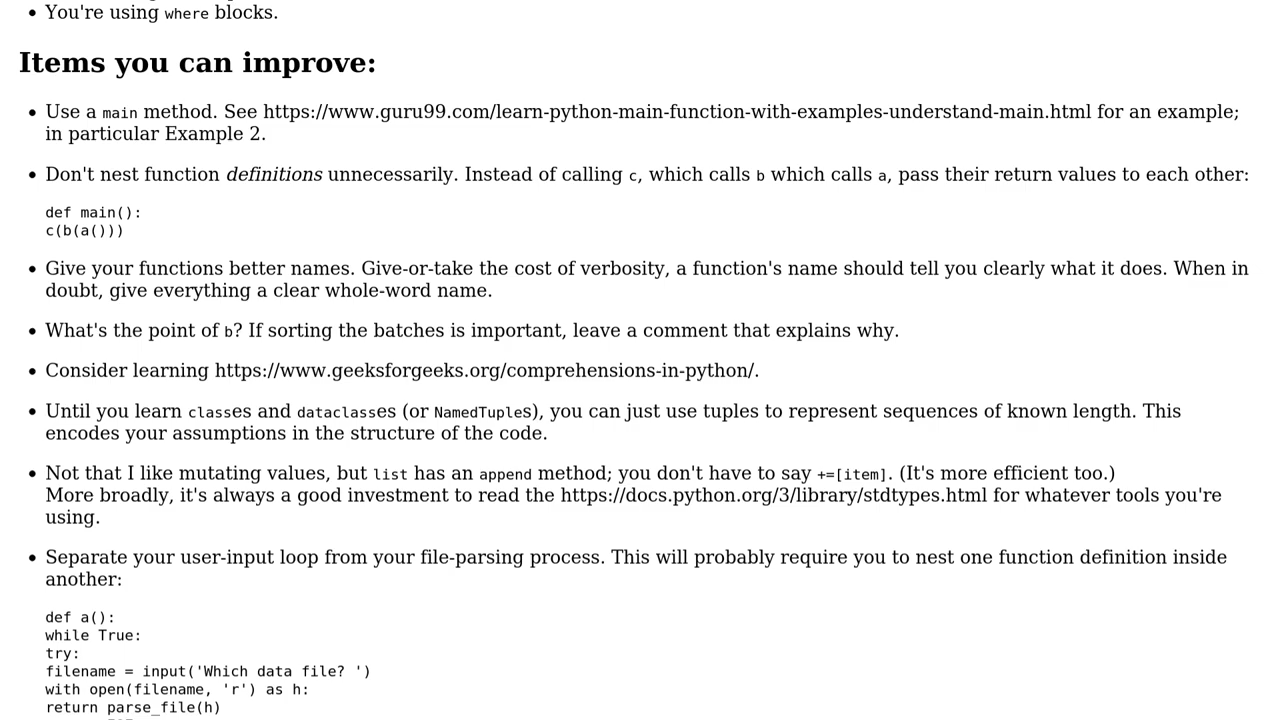 • You're using where blocks.
Items you can improve:
• Use a main method. See https://www.guru99.com/learn-python-main-function-with-examples-understand-main.html for an example;
in particular Example 2.
• Don't nest function definitions unnecessarily. Instead of calling c, which calls b which calls a, pass their return values to each other:
def main():
c(b(a()))
• Give your functions better names. Give-or-take the cost of verbosity, a function's name should tell you clearly what it does. When in
doubt, give everything a clear whole-word name.
• What's the point of b? If sorting the batches is important, leave a comment that explains why.
• Consider learning https://www.geeksforgeeks.org/comprehensions-in-python/.
• Until you learn classes and dataclasses (or NamedTuples), you can just use tuples to represent sequences of known length. This
encodes your assumptions in the structure of the code.
• Not that I like mutating values, but list has an append method; you don't have to say +=[item]. (It's more efficient too.)
More broadly, it's always a good investment to read the https://docs.python.org/3/library/stdtypes.html for whatever tools you're
using.
• Separate your user-input loop from your file-parsing process. This will probably require you to nest one function definition inside
another:
def a():
while True:
try:
filename = input('Which data file? ')
with open(filename, 'r') as h:
return parse_file(h)